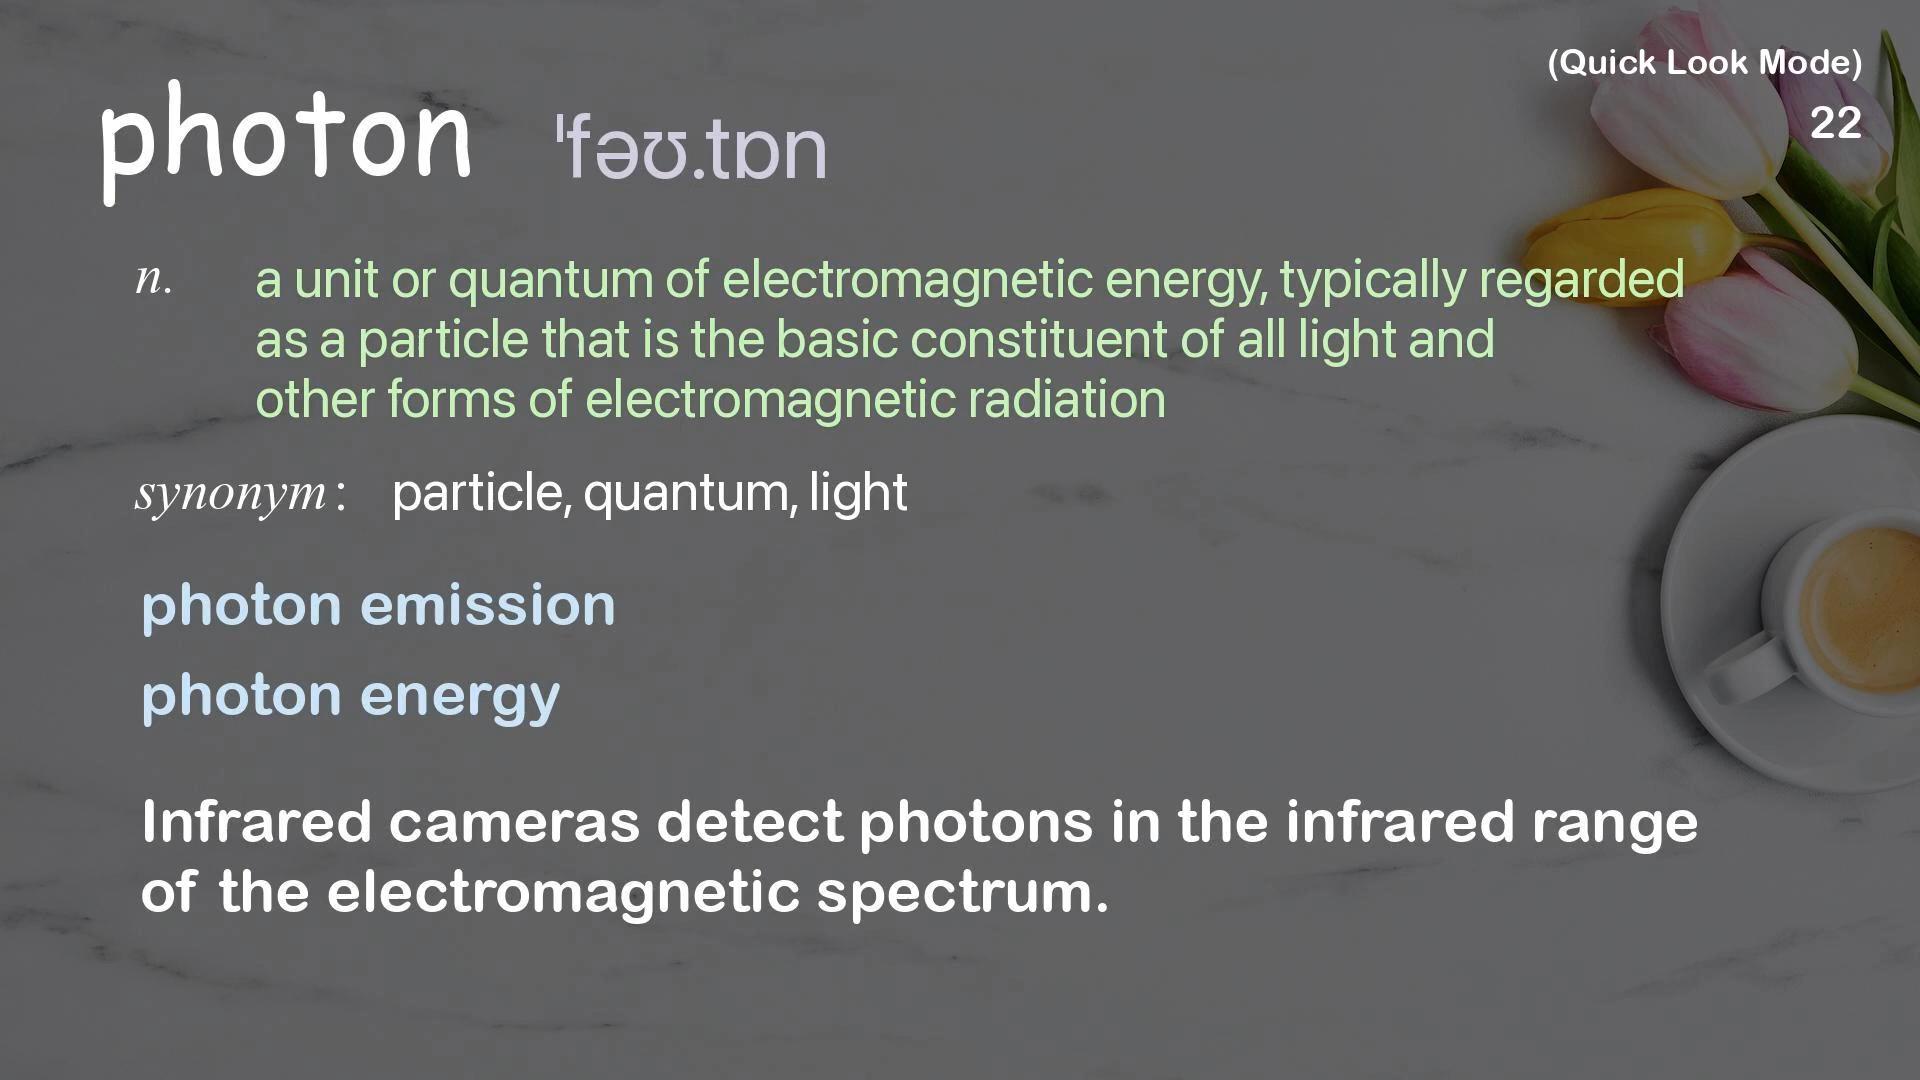 (Quick Look Mode)
22
photon ˈfəʊ.tɒn
n. a unit or quantum of electromagnetic energy, typically regarded
as a particle that is the basic constituent of all light and
other forms of electromagnetic radiation
synonym: particle, quantum, light
photon emission
photon energy
Infrared cameras detect photons in the infrared range
of the electromagnetic spectrum.